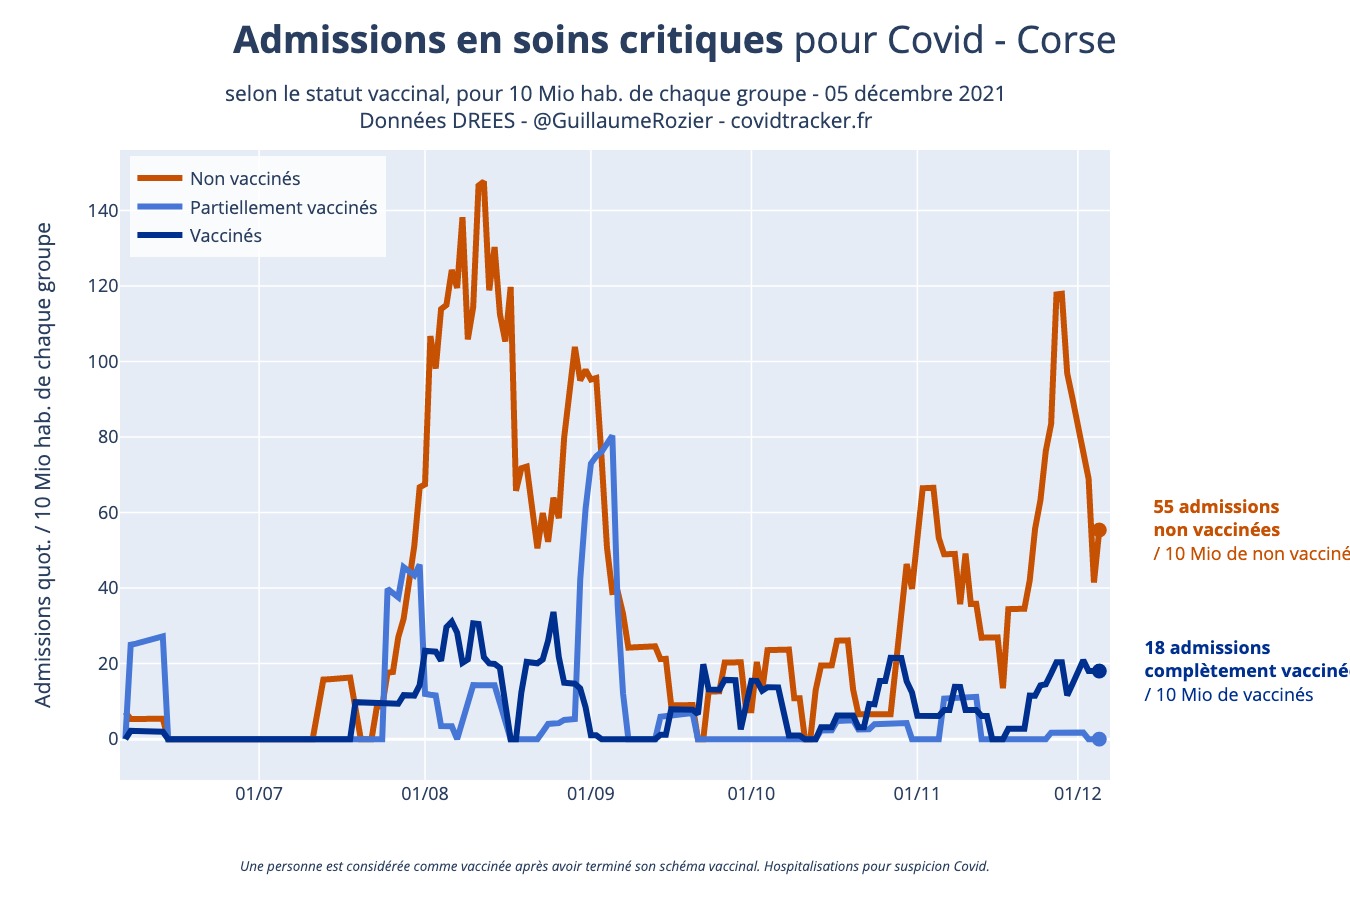 Admissions en soins critiques pour Covid - Corse
selon le statut vaccinal, pour 10 Mio hab. de chaque groupe - 05 décembre 2021
Données DREES - @GuillaumeRozier - covidtracker.fr
Non vaccinés
Partiellement vaccinés
Vaccinés
Admissions quot. / 10 Mio hab. de chaque groupe
140
120
100
80
60
40
20
0
01/07
01/08
01/09
01/10
01/11
01/12
55 admissions
non vaccinées
/ 10 Mio de non vacciné
18 admissions
complètement vacciné
/ 10 Mio de vaccinés
Une personne est considérée comme vaccinée après avoir terminé son schéma vaccinal. Hospitalisations pour suspicion Covid.